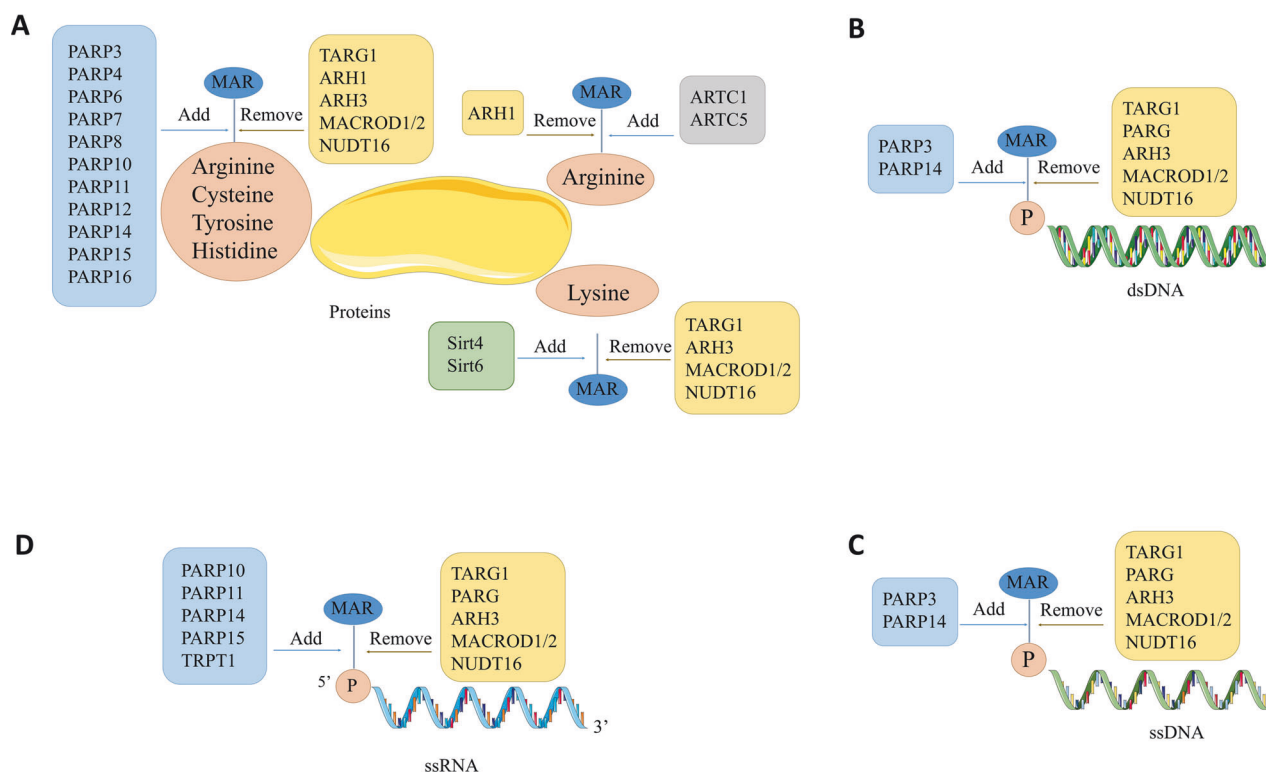 A
PARP3
PARP4
PARP6
PARP7
PARP8
PARP10
PARP11
PARP12
PARP14
PARP15
PARP16
Add
MAR
Remove
TARG1
ARH1
ARH3
MACROD1/2
NUDT16
Arginine
Cysteine
Tyrosine
Histidine
ARH1
Remove
MAR
Add
ARTC1
ARTC5
Arginine
Proteins
Lysine
Sirt4
Sirt6
Add
Remove
MAR
TARG1
ARH3
MACROD1/2
NUDT16
B
PARP3
PARP14
Add
MAR
Remove
TARG1
PARG
ARH3
MACROD1/2
NUDT16
P
dsDNA
D
PARP10
PARP11
PARP14
PARP15
TRPT1
Add
MAR
Remove
TARG1
PARG
ARH3
MACROD1/2
NUDT16
5’
P
3’
ssRNA
C
PARP3
PARP14
Add
MAR
Remove
TARG1
PARG
ARH3
MACROD1/2
NUDT16
P
ssDNA